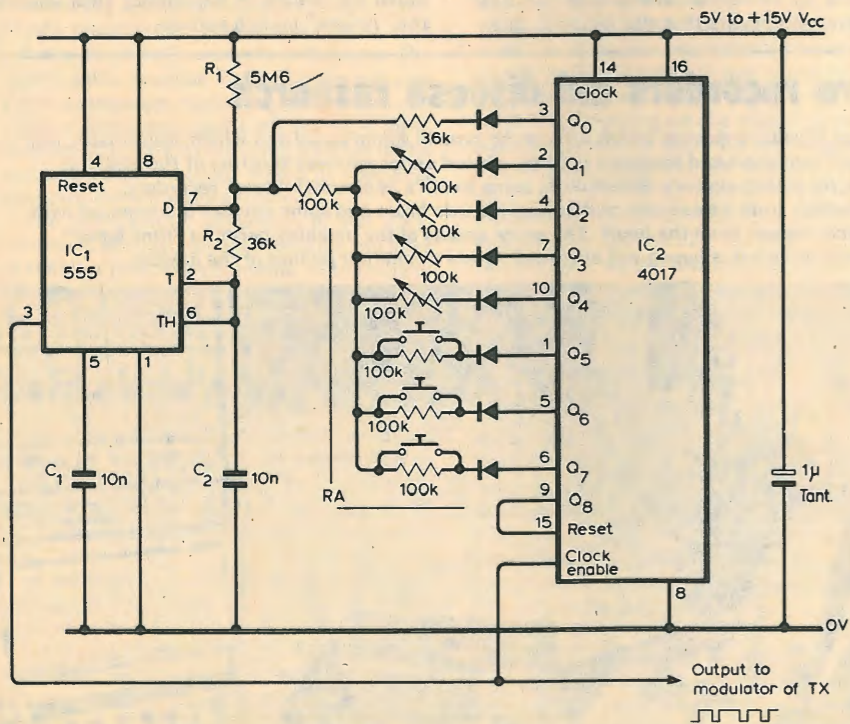 5V to +15V Vcc
4
8
14
16
R1
5M6
Clock
3
Q0
36k
2
Q1
100k
Reset
7
D
100k
4
Q2
100k
IC1
555
R2
36k
7
Q3
100k
IC2
4017
T
2
3
TH
6
10
Q4
100k
5
1
1
Q5
100k
5
Q6
100k
C1
10n
C2
10n
6
Q7
100k
RA
9
Q8
15
Reset
1μ
Tant.
Clock
enable
8
0V
Output to
modulator of TX